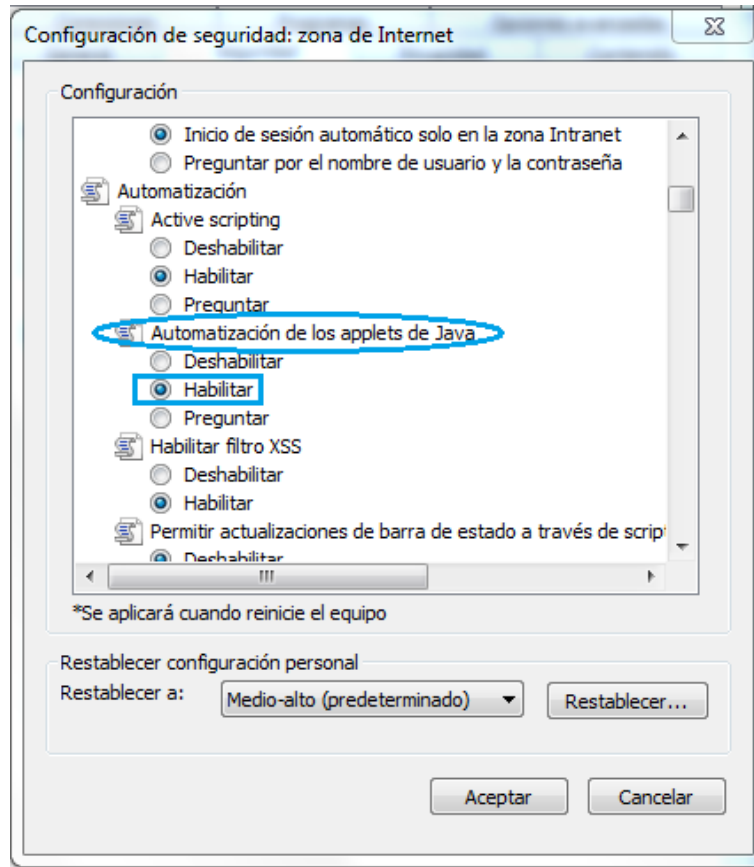 Configuración de seguridad: zona de Internet
Configuración
Inicio de sesión automático solo en la zona Intranet
Preguntar por el nombre de usuario y la contraseña
Automatización
Active scripting
Deshabilitar
Habilitar
Preguntar
Automatización de los applets de Java
Deshabilitar
Habilitar
Preguntar
Habilitar filtro XSS
Deshabilitar
Habilitar
Permitir actualizaciones de barra de estado a través de script
Deshabilitar
*Se aplicará cuando reinicie el equipo
Restablecer configuración personal
Restablecer a: Medio-alto (predeterminado) Restablecer...
Aceptar Cancelar